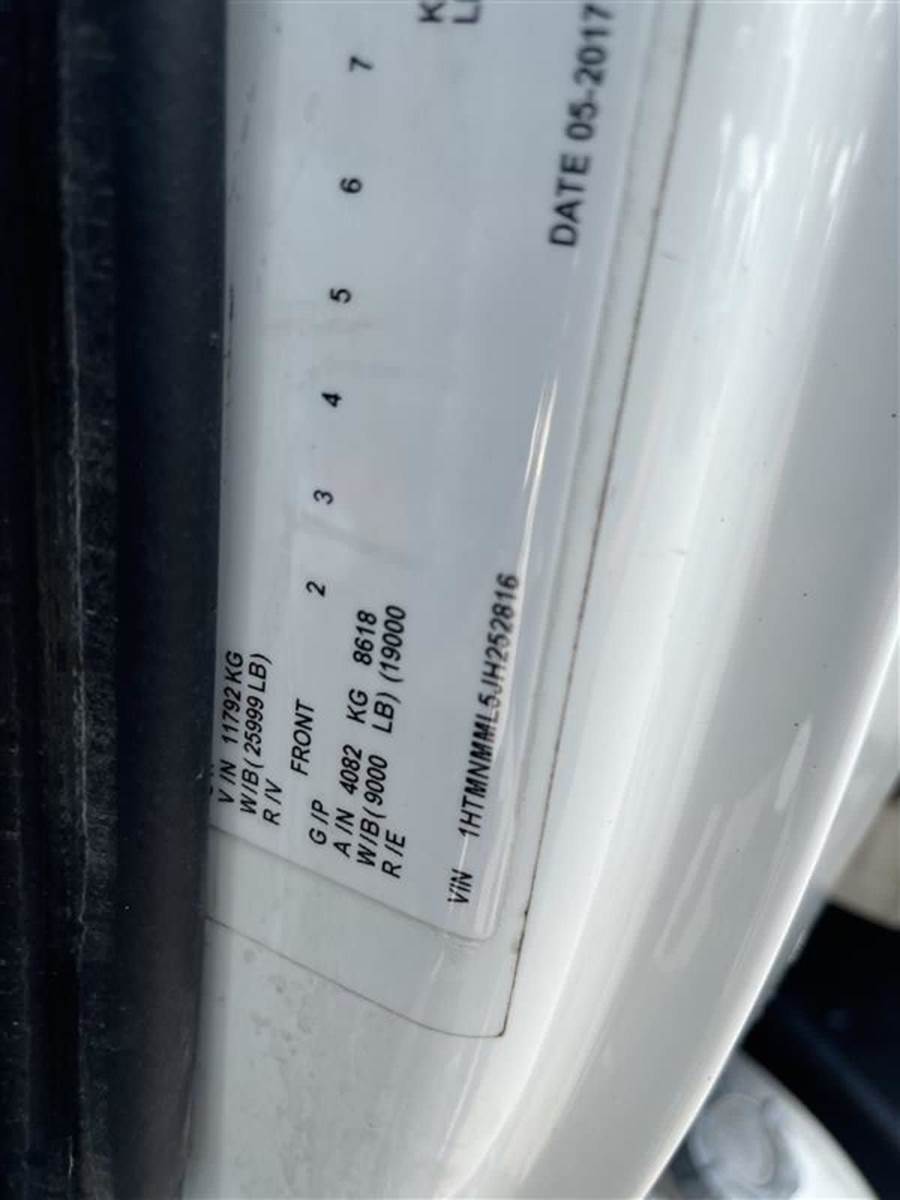 V /N 11792 KG
W/B( 25999 LB)
R /V
FRONT 2 3 4 5 6 7
G /P
A /N 4082 KG 8618
W/B( 9000 LB) (19000
R /E
VIN 1HTMNMML5JH252816
DATE 05-2017